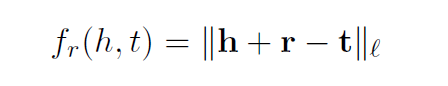 f_r(h, t) = ‖𝐡 + 𝐫 − 𝐭‖_ℓ